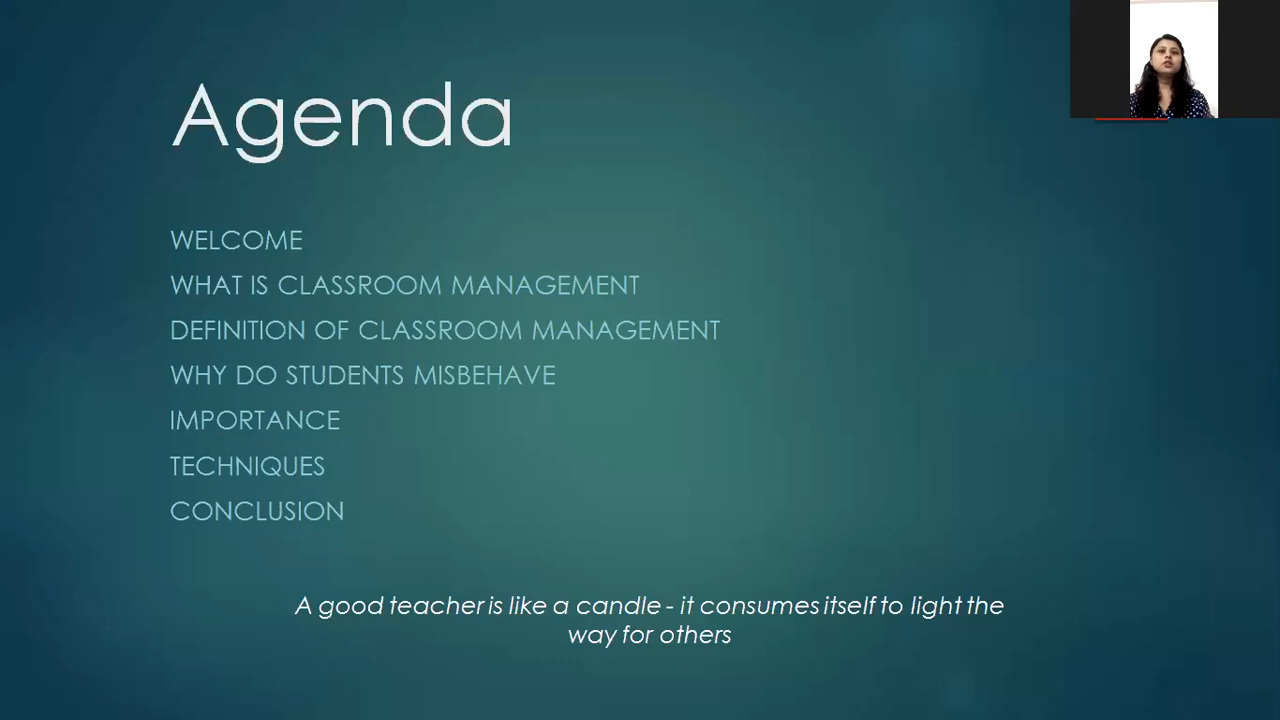 Agenda
WELCOME
WHAT IS CLASSROOM MANAGEMENT
DEFINITION OF CLASSROOM MANAGEMENT
WHY DO STUDENTS MISBEHAVE
IMPORTANCE
TECHNIQUES
CONCLUSION
A good teacher is like a candle - it consumes itself to light the
way for others